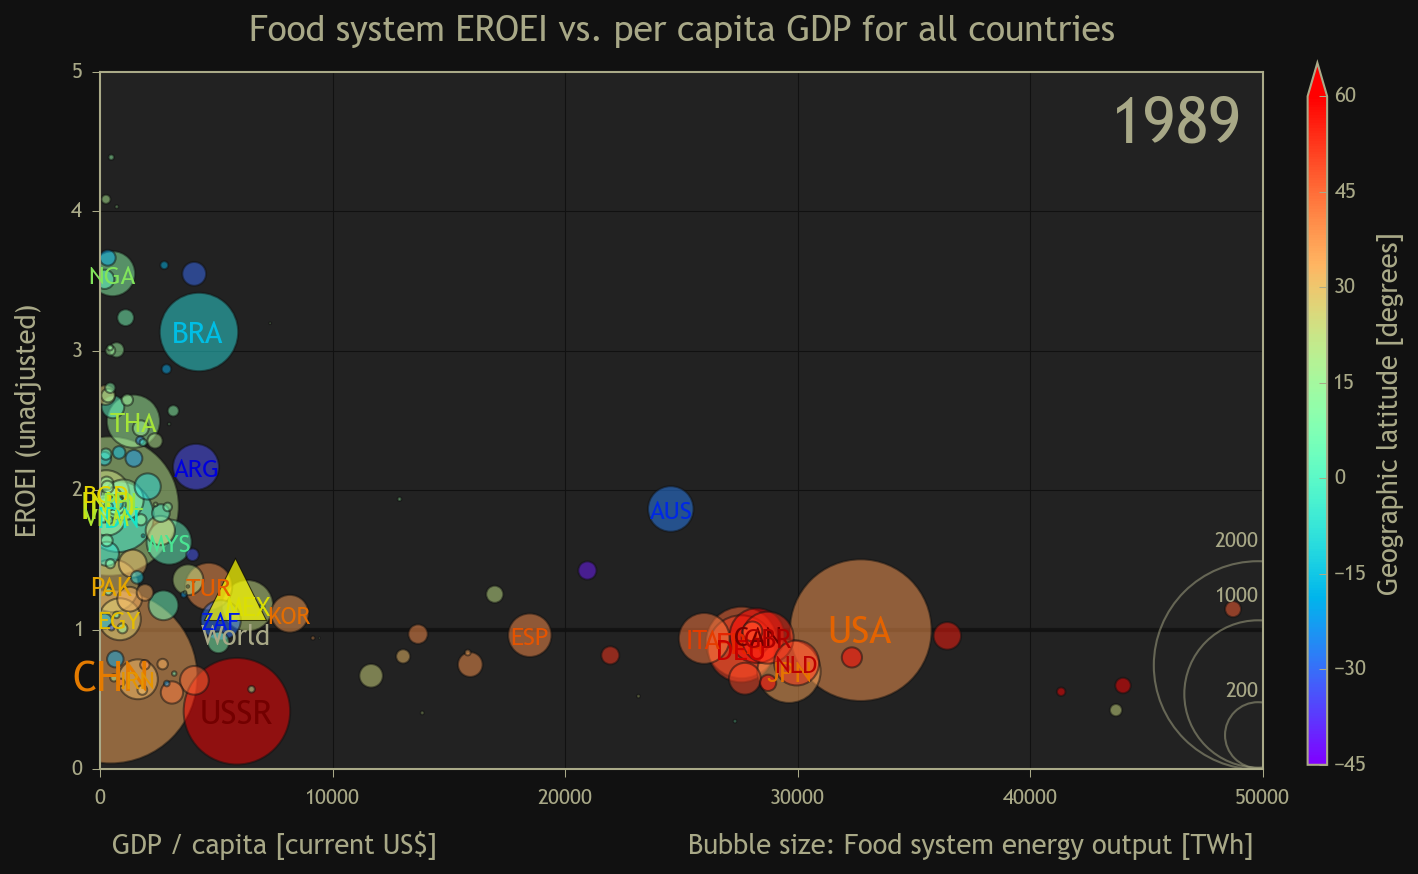 Food system EROEI vs. per capita GDP for all countries
1989
5
4
3
2
1
0
EROEI (unadjusted)
NGA
BRA
THA
ARG
AUS
MYS
PAK
TUR
EGY
ZAF
KOR
World
ESP
ITA
CAN
USA
NLD
CHN
USSR
2000
1000
200
0
10000
20000
30000
40000
50000
GDP / capita [current US$]
Bubble size: Food system energy output [TWh]
60
45
30
15
0
−15
−30
−45
Geographic latitude [degrees]